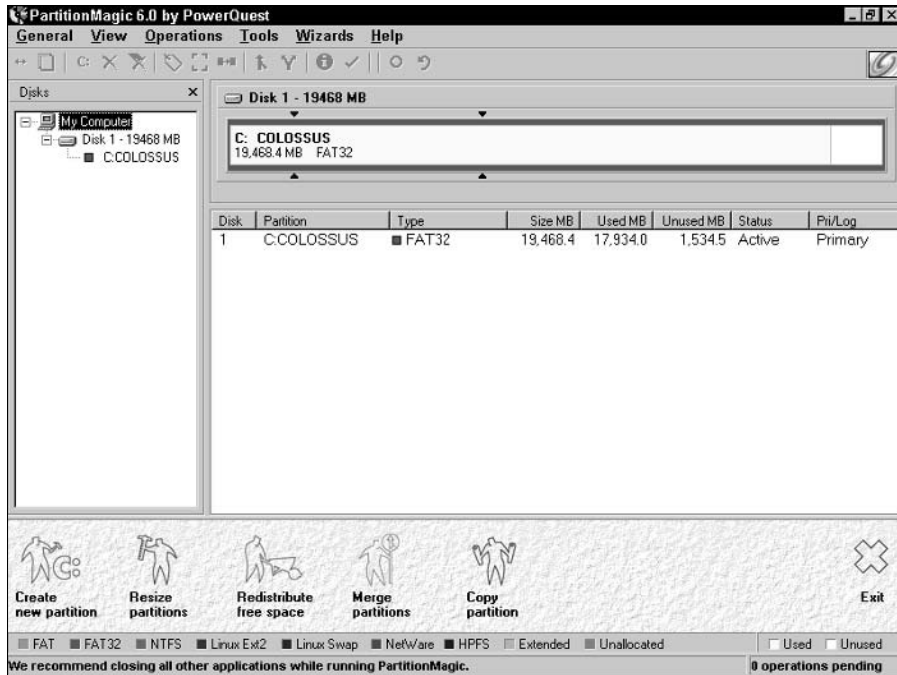 PartitionMagic 6.0 by PowerQuest
General View Operations Tools Wizards Help
C:
Disks
My Computer
Disk 1 - 19468 MB
C:COLOSSUS
Disk 1 - 19468 MB
C: COLOSSUS
19,468.4 MB FAT32
Disk Partition Type Size MB Used MB Unused MB Status Pri/Log
1 C:COLOSSUS FAT32 19,468.4 17,934.0 1,534.5 Active Primary
C:
Create
new partition
Resize
partitions
Redistribute
free space
Merge
partitions
Copy
partition
Exit
FAT FAT32 NTFS Linux Ext2 Linux Swap NetWare HPFS Extended Unallocated Used Unused
We recommend closing all other applications while running PartitionMagic. 0 operations pending